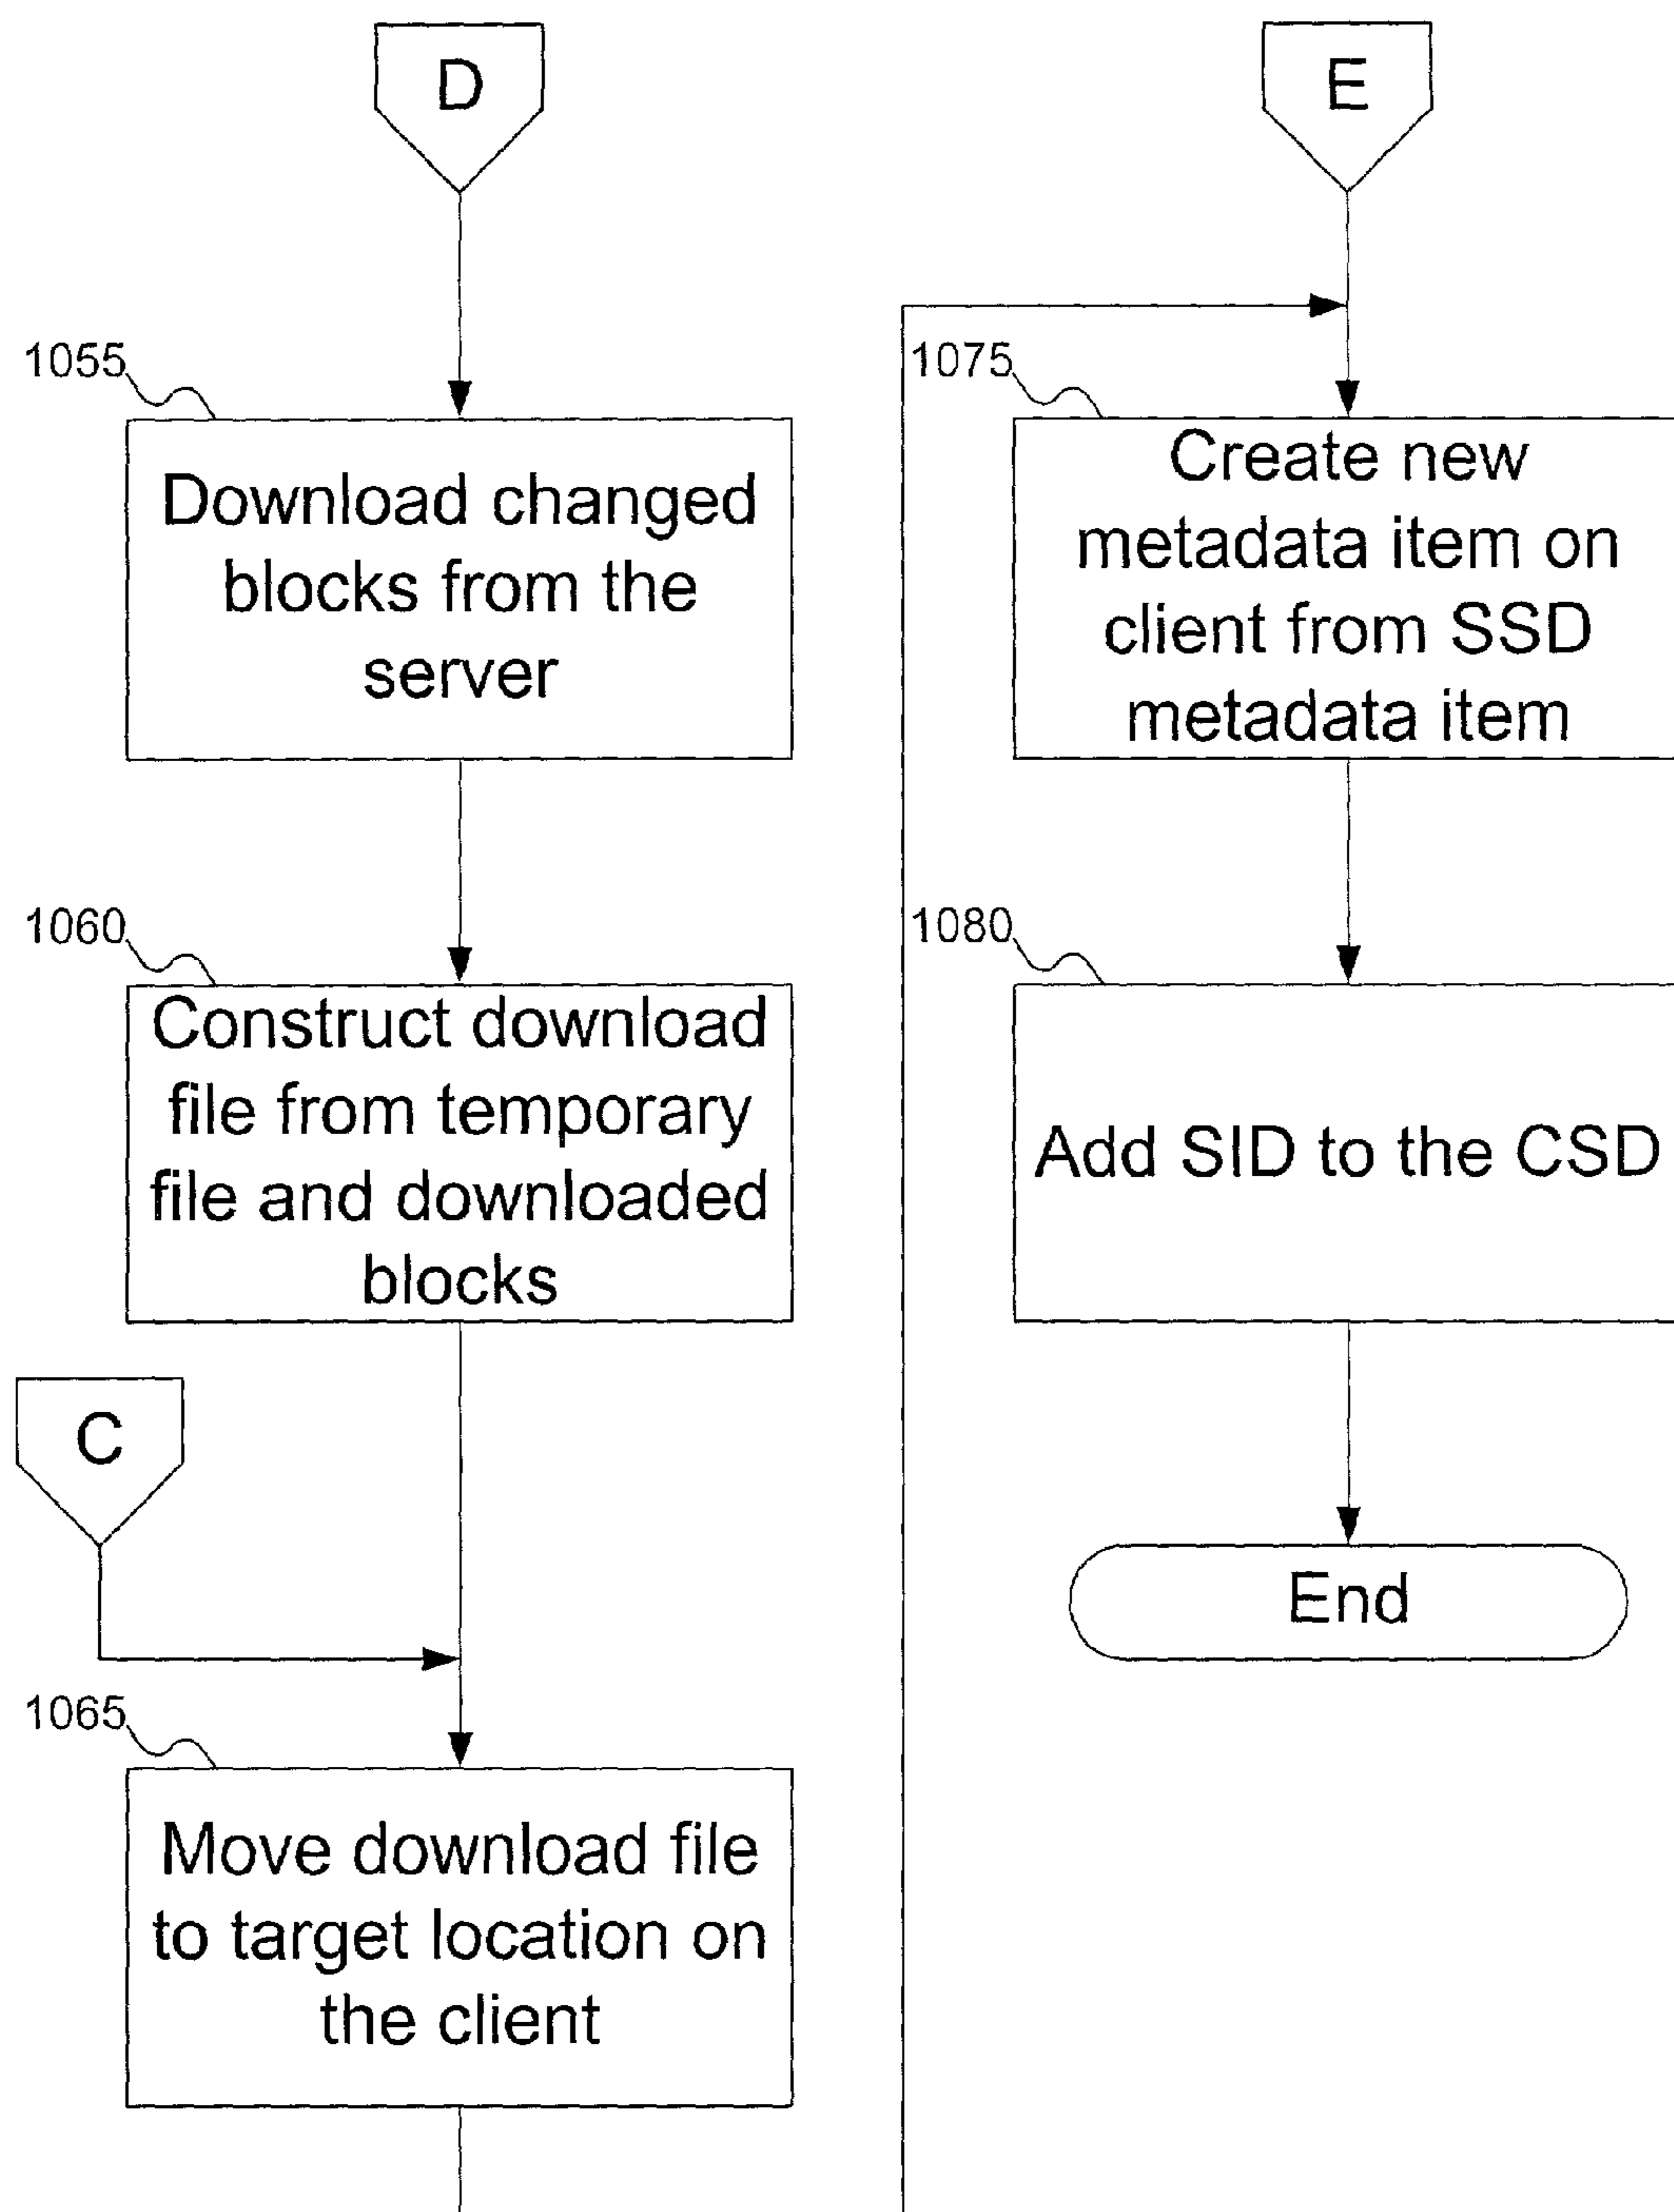 D
1055
Download changed
blocks from the
server
1060
Construct download
file from temporary
file and downloaded
blocks
C
1065
Move download file
to target location on
the client
E
1075
Create new
metadata item on
client from SSD
metadata item
1080
Add SID to the CSD
End